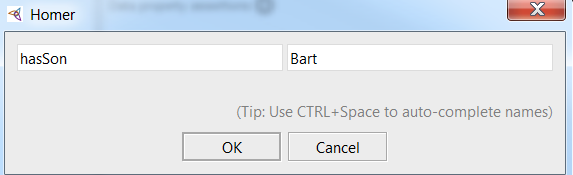 Homer
hasSon Bart
(Tip: Use CTRL+Space to auto-complete names)
OK Cancel